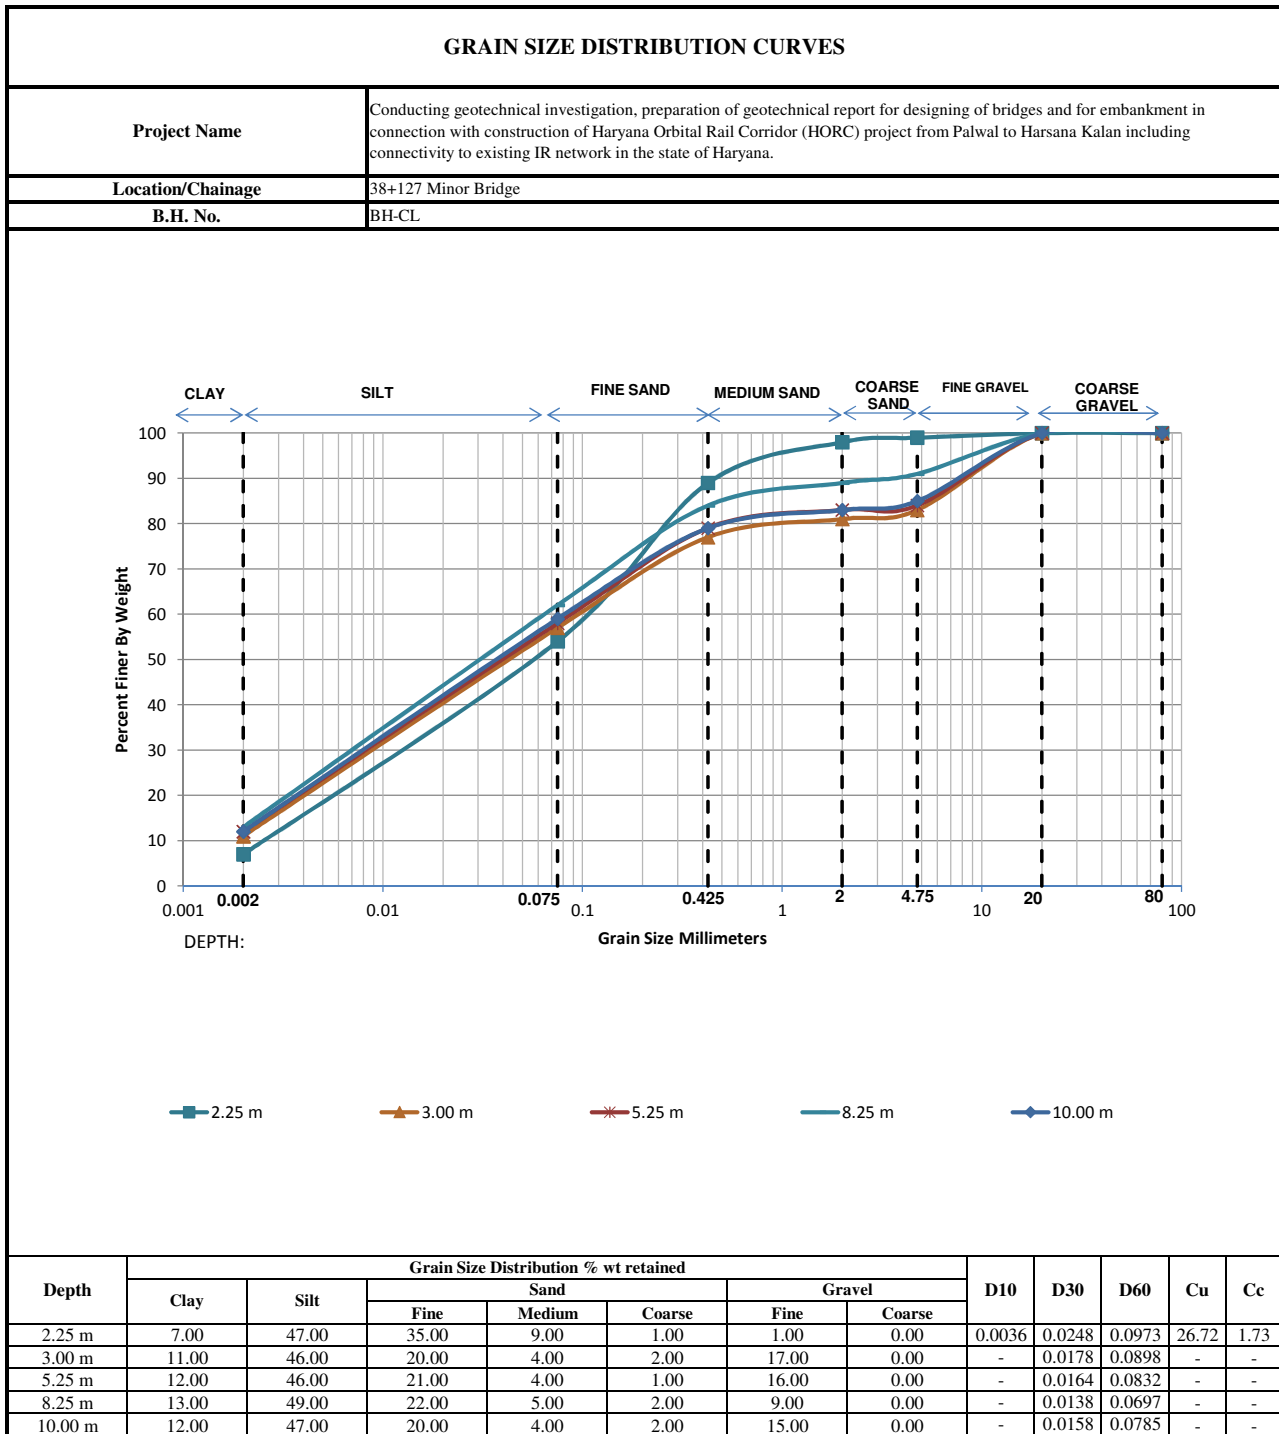 GRAIN SIZE DISTRIBUTION CURVES
Project Name
Conducting geotechnical investigation, preparation of geotechnical report for designing of bridges and for embankment in
connection with construction of Haryana Orbital Rail Corridor (HORC) project from Palwal to Harsana Kalan including
connectivity to existing IR network in the state of Haryana.
Location/Chainage 38+127 Minor Bridge
B.H. No. BH-CL
CLAY SILT FINE SAND MEDIUM SAND COARSE SAND FINE GRAVEL COARSE GRAVEL
100
90
80
70
60
50
40
30
20
10
0
Percent Finer By Weight
0.002 0.075 0.425 2 4.75 20 80
0.001 0.01 0.1 1 10 100
DEPTH: Grain Size Millimeters
2.25 m 3.00 m 5.25 m 8.25 m 10.00 m
Depth Grain Size Distribution % wt retained D10 D30 D60 Cu Cc
Clay Silt Sand Gravel
Fine Medium Coarse Fine Coarse
2.25 m 7.00 47.00 35.00 9.00 1.00 1.00 0.00 0.0036 0.0248 0.0973 26.72 1.73
3.00 m 11.00 46.00 20.00 4.00 2.00 17.00 0.00 - 0.0178 0.0898 - -
5.25 m 12.00 46.00 21.00 4.00 1.00 16.00 0.00 - 0.0164 0.0832 - -
8.25 m 13.00 49.00 22.00 5.00 2.00 9.00 0.00 - 0.0138 0.0697 - -
10.00 m 12.00 47.00 20.00 4.00 2.00 15.00 0.00 - 0.0158 0.0785 - -